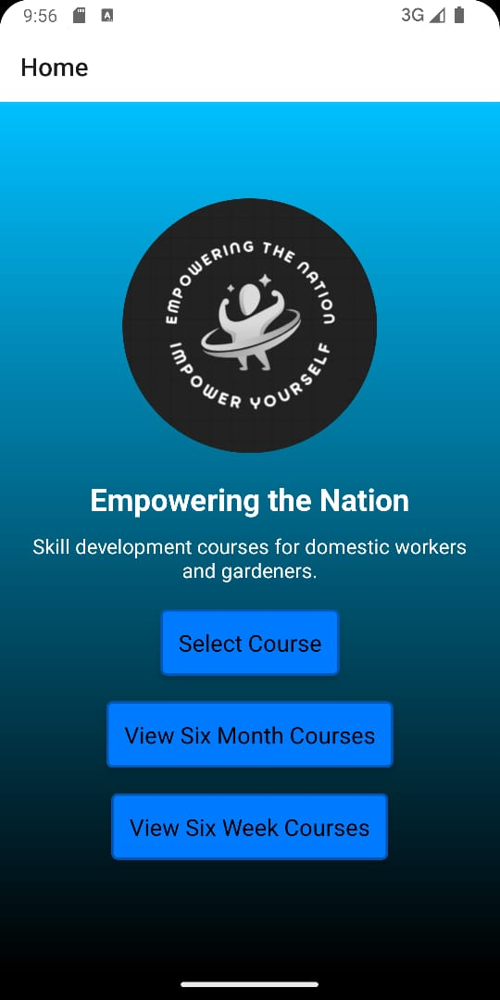 9:56
A
3G
Home
EMPOWERING THE NATION
IMPOWER YOURSELF
Empowering the Nation
Skill development courses for domestic workers
and gardeners.
Select Course
View Six Month Courses
View Six Week Courses